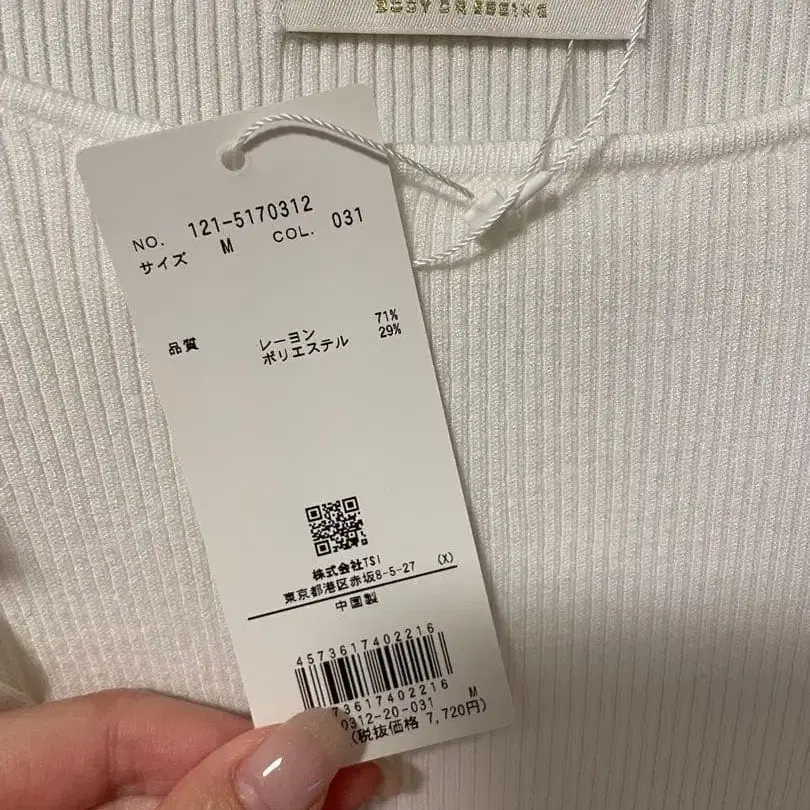 NO. 121-5170312
サイズ M COL. 031
品質 レーヨン 71%
ポリエステル 29%
株式会社TSI (X)
東京都港区赤坂8-5-27
中国製
4573617402216
73617402216
0312-20-031 M
(税抜価格 7,720円)